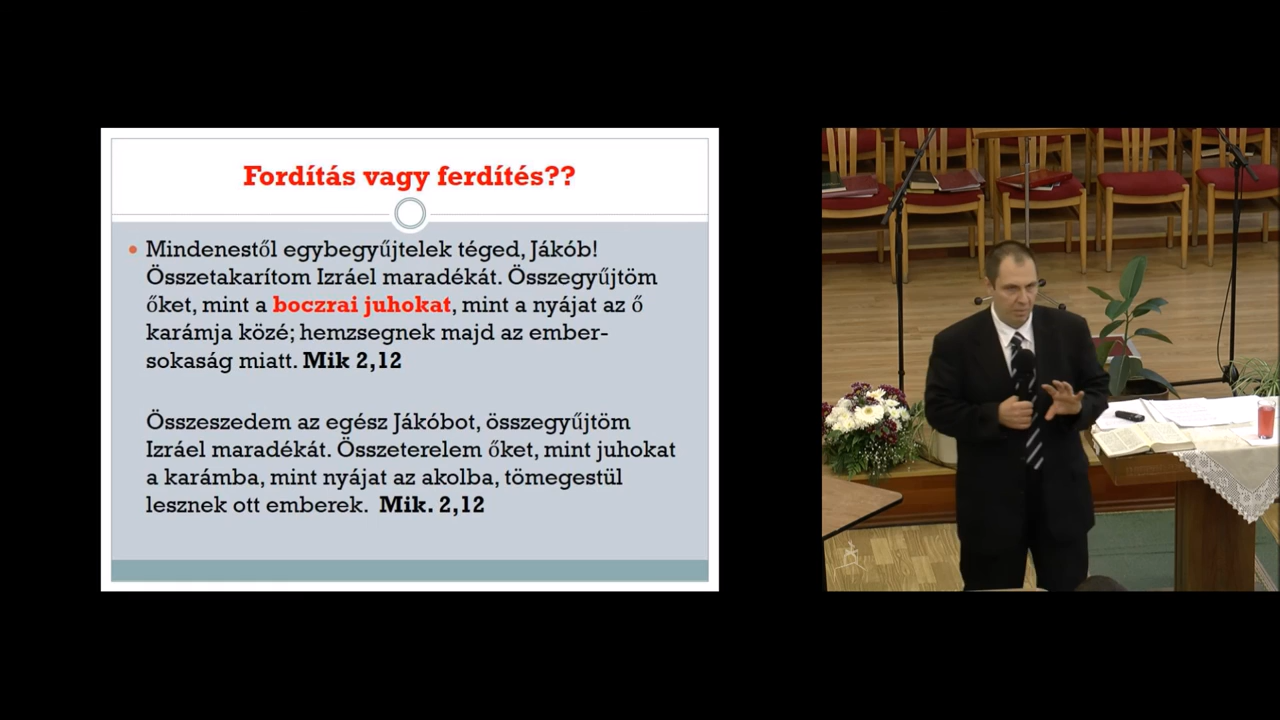 Fordítás vagy ferdítés??
Mindenestől egybegyűjtelek téged, Jákób!
Összetakarítom Izráel maradékát. Összegyűjtöm
őket, mint a boczrai juhokat, mint a nyájat az ő
karámja közé; hemzsegnek majd az ember-
sokaság miatt. Mik 2,12
Összeszedem az egész Jákóbot, összegyűjtöm
Izráel maradékát. Összeterelem őket, mint juhokat
a karámba, mint nyájat az akolba, tömegestül
lesznek ott emberek. Mik. 2,12